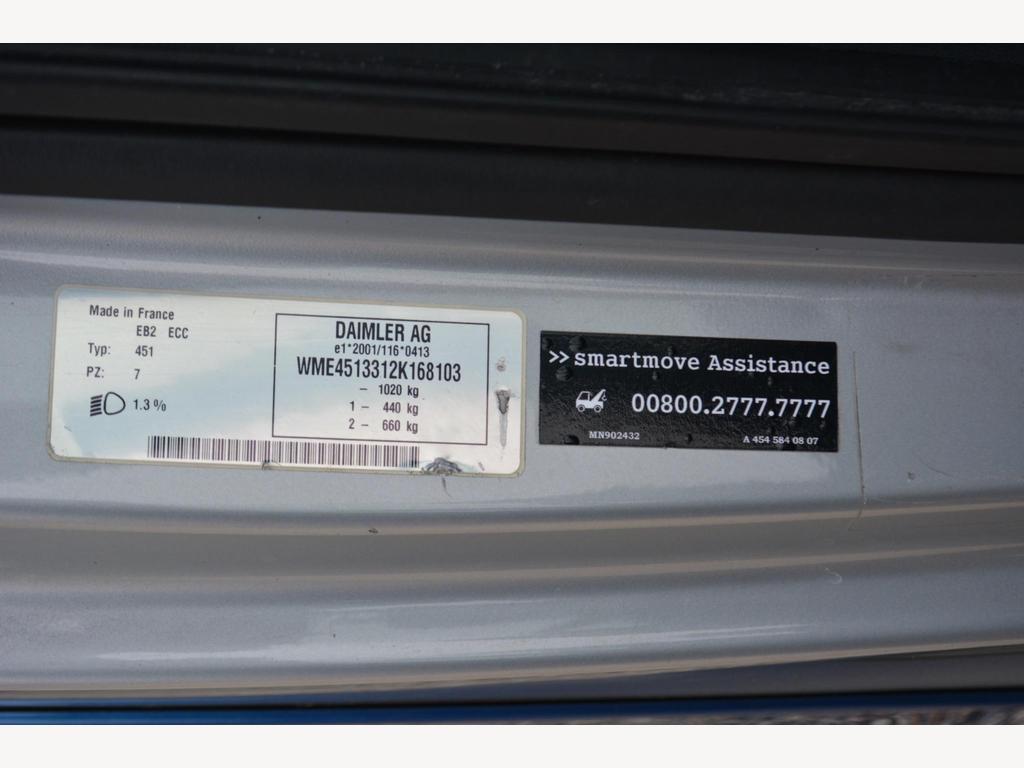 Made in France
EB2 ECC
Typ: 451
PZ: 7
1.3 %
DAIMLER AG
e1*2001/116*0413
WME4513312K168103
– 1020 kg
1 – 440 kg
2 – 660 kg
>> smartmove Assistance
00800.2777.7777
MN902432
A 454 584 08 07